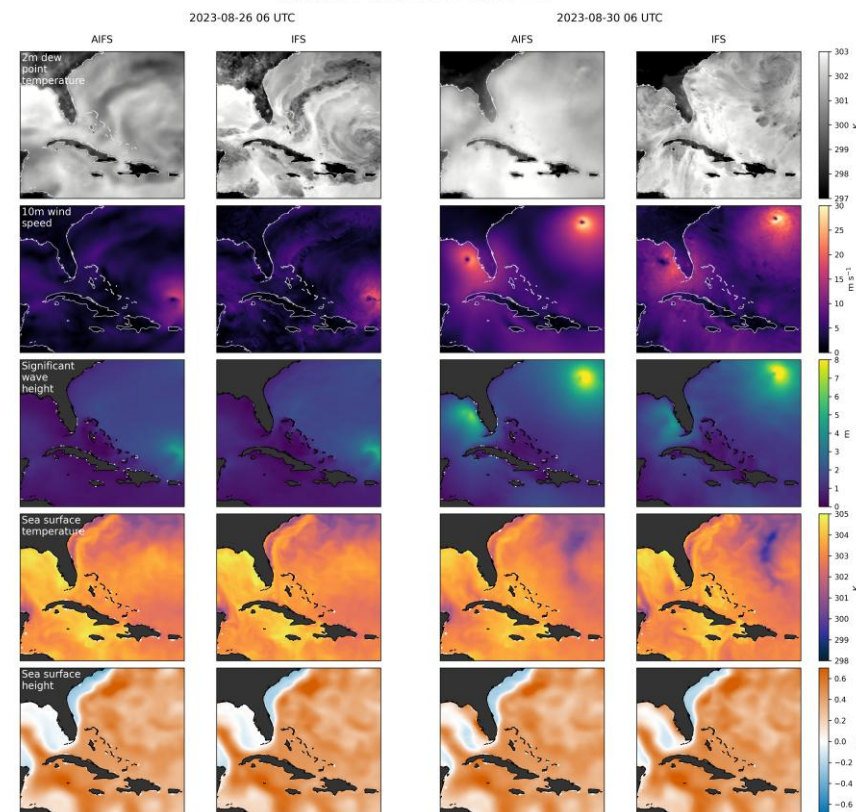 2023-08-26 06 UTC
2023-08-30 06 UTC
AIFS
IFS
AIFS
IFS
2m dew
point
temperature
303
302
301
300
299
298
297
10m wind
speed
30
25
20
15
10
5
0
m s⁻¹
Significant
wave
height
8
7
6
5
4
3
2
1
0
m
Sea surface
temperature
305
304
303
302
301
300
299
298
Sea surface
height
0.6
0.4
0.2
0.0
−0.2
−0.4
−0.6